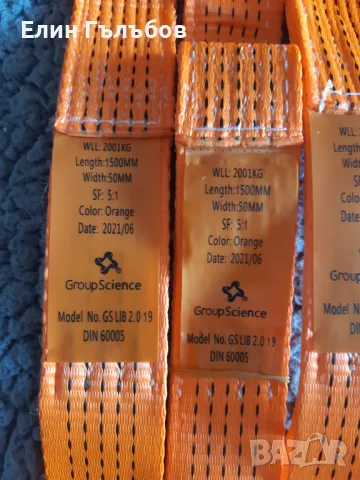 Елин Гълъбов
WLL: 2001KG
Length:1500MM
Width:50MM
SF: 5:1
Color: Orange
Date: 2021/06
GroupScience
Model No. GS LIB 2.0 19
DIN 60005
WLL: 2001KG
Length:1500MM
Width:50MM
SF: 5:1
Color: Orange
Date: 2021/06
GroupScience
Model No. GS LIB 2.0 19
DIN 60005
BAZAR